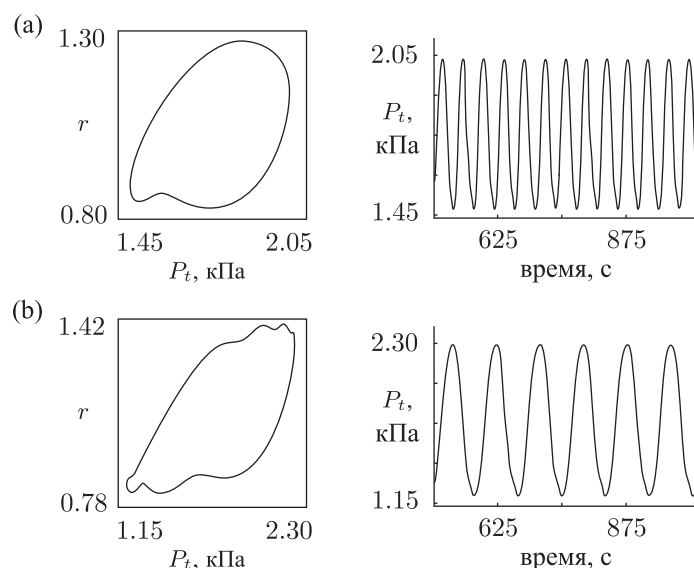 (a)
1.30
r
0.80
1.45
2.05
P_t, кПа
2.05
P_t,
кПа
1.45
625
875
время, с
(b)
1.42
r
0.78
1.15
2.30
P_t, кПа
2.30
P_t,
кПа
1.15
625
875
время, с